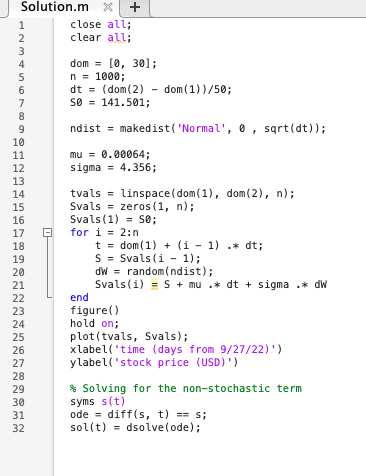 Solution.m × +
1 close all;
2 clear all;
3
4 dom = [0, 30];
5 n = 1000;
6 dt = (dom(2) - dom(1))/50;
7 S0 = 141.501;
8
9 ndist = makedist('Normal', 0 , sqrt(dt));
10
11 mu = 0.00064;
12 sigma = 4.356;
13
14 tvals = linspace(dom(1), dom(2), n);
15 Svals = zeros(1, n);
16 Svals(1) = S0;
17 for i = 2:n
18 t = dom(1) + (i - 1) .* dt;
19 S = Svals(i - 1);
20 dW = random(ndist);
21 Svals(i) = S + mu .* dt + sigma .* dW
22 end
23 figure()
24 hold on;
25 plot(tvals, Svals);
26 xlabel('time (days from 9/27/22)')
27 ylabel('stock price (USD)')
28
29 % Solving for the non-stochastic term
30 syms s(t)
31 ode = diff(s, t) == s;
32 sol(t) = dsolve(ode);